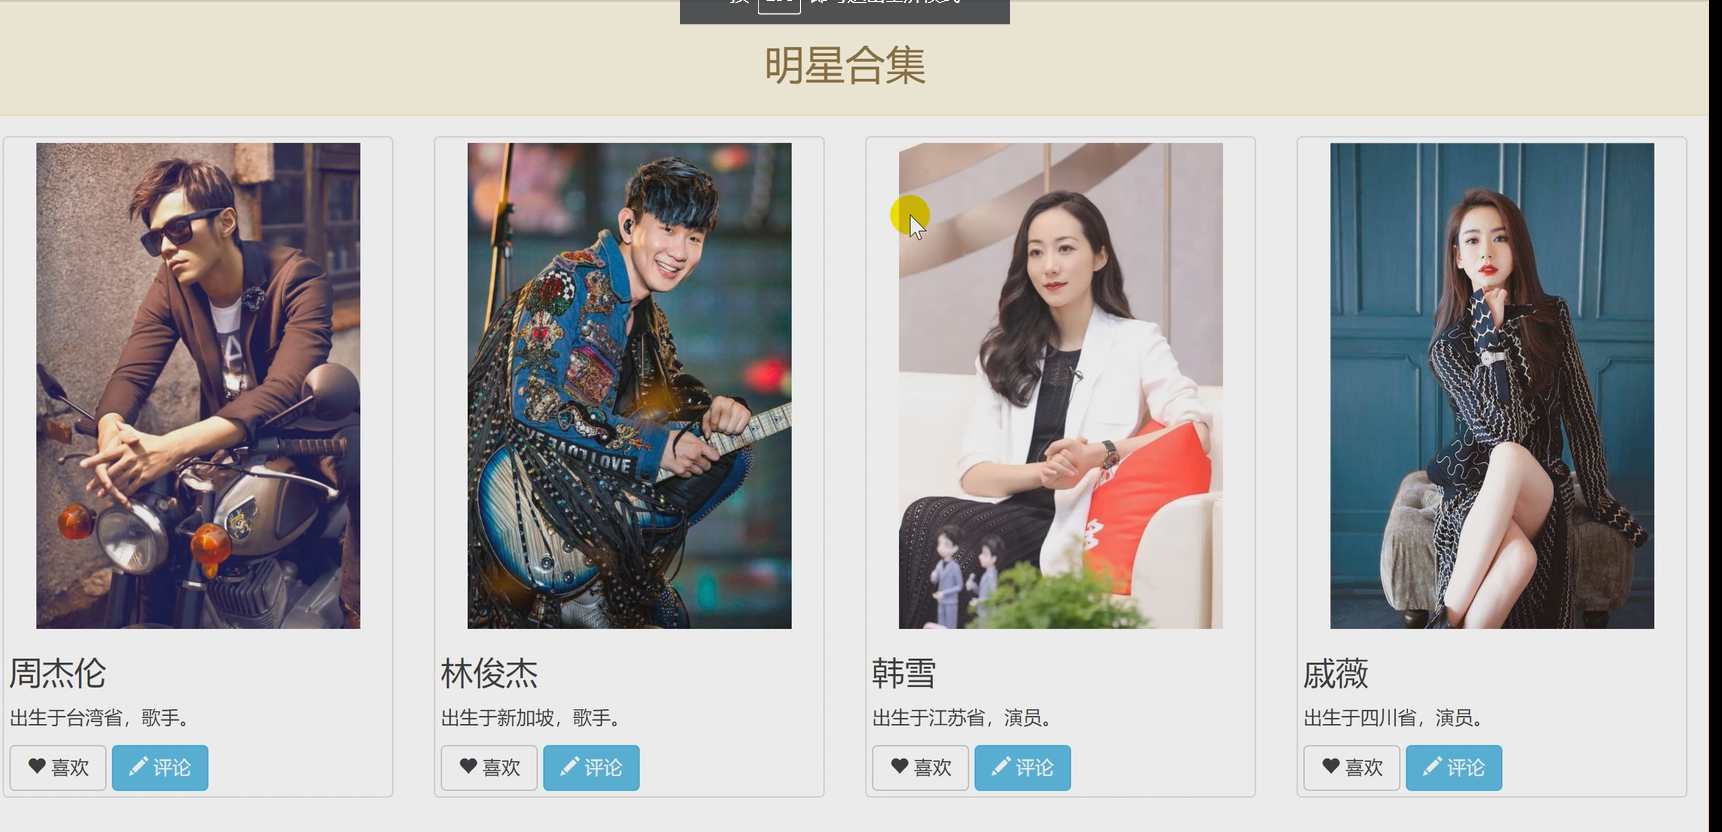 明星合集
LOVE
周杰伦
出生于台湾省，歌手。
喜欢 评论
林俊杰
出生于新加坡，歌手。
喜欢 评论
韩雪
出生于江苏省，演员。
喜欢 评论
戚薇
出生于四川省，演员。
喜欢 评论